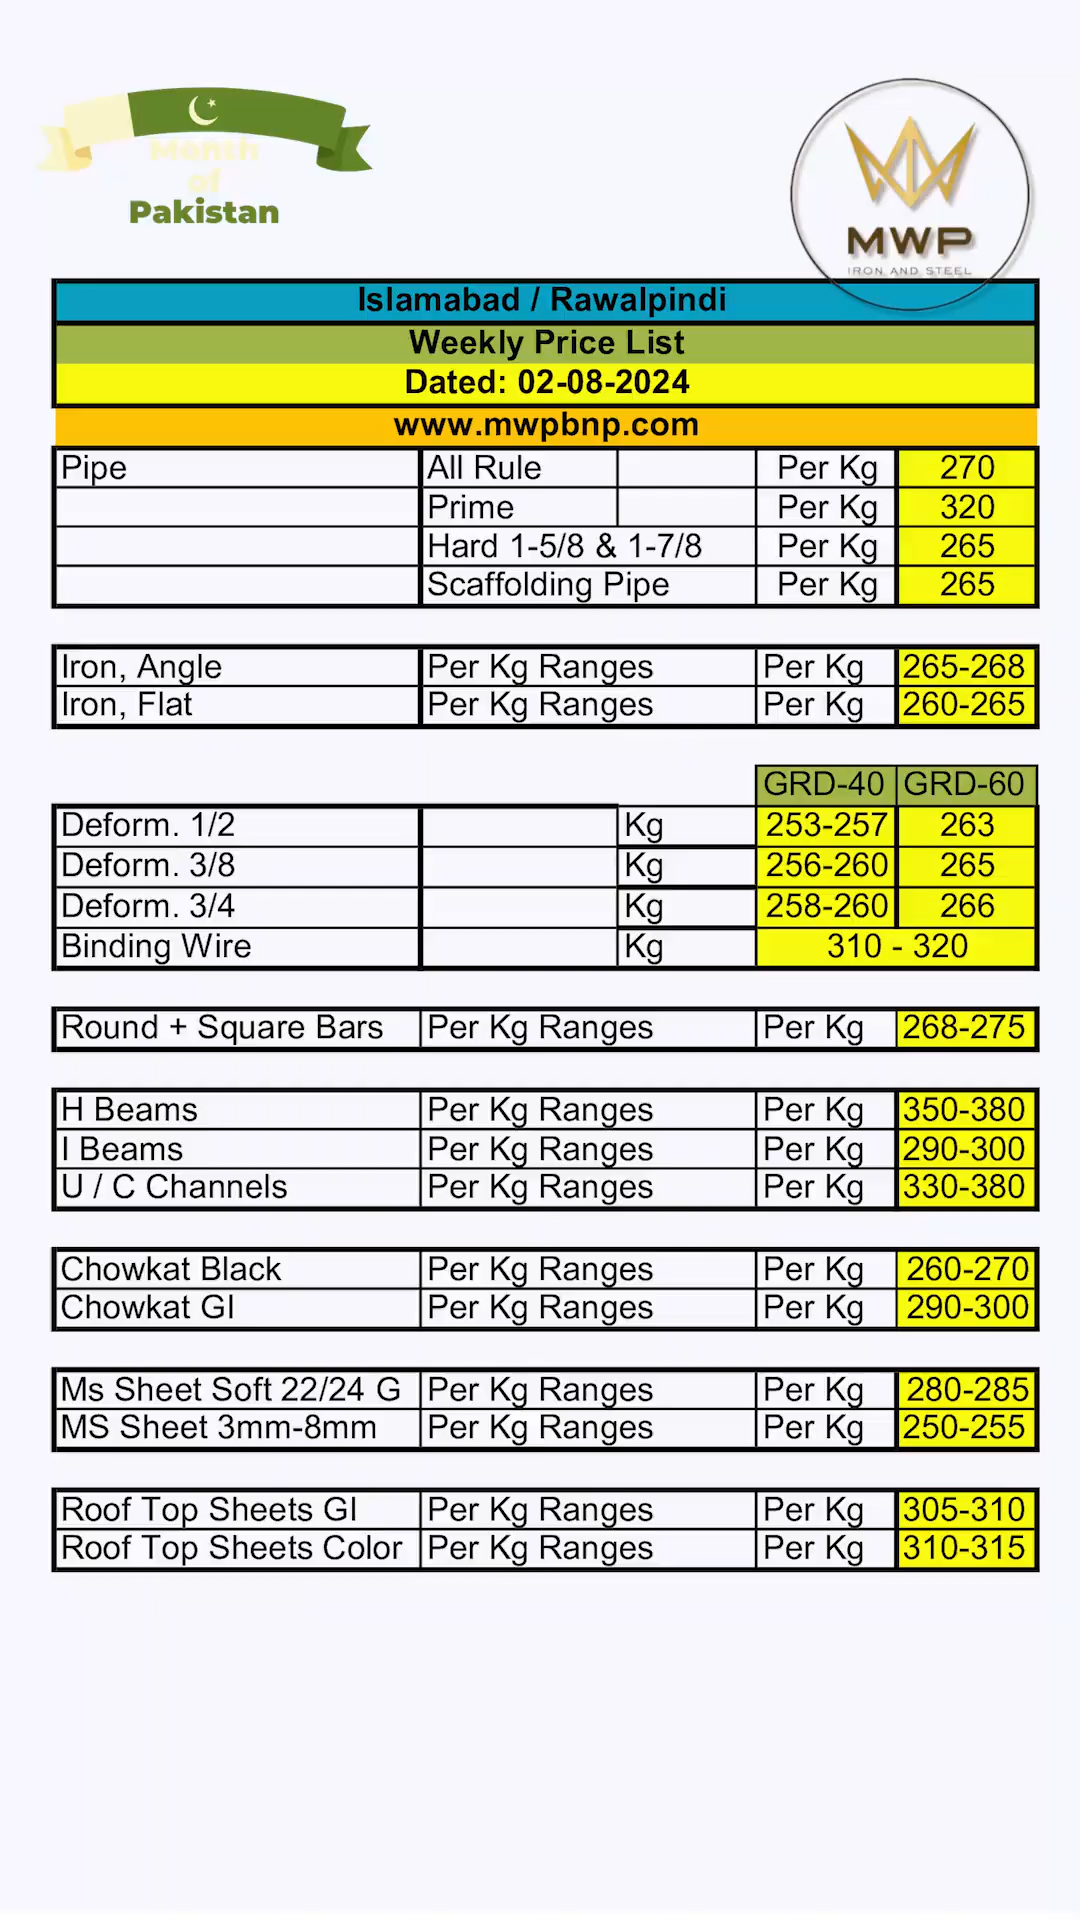 Month
of
Pakistan
MWP
IRON AND STEEL
Islamabad / Rawalpindi
Weekly Price List
Dated: 02-08-2024
www.mwpbnp.com
Pipe All Rule Per Kg 270
Prime Per Kg 320
Hard 1-5/8 & 1-7/8 Per Kg 265
Scaffolding Pipe Per Kg 265
Iron, Angle Per Kg Ranges Per Kg 265-268
Iron, Flat Per Kg Ranges Per Kg 260-265
GRD-40 GRD-60
Deform. 1/2 Kg 253-257 263
Deform. 3/8 Kg 256-260 265
Deform. 3/4 Kg 258-260 266
Binding Wire Kg 310 - 320
Round + Square Bars Per Kg Ranges Per Kg 268-275
H Beams Per Kg Ranges Per Kg 350-380
I Beams Per Kg Ranges Per Kg 290-300
U / C Channels Per Kg Ranges Per Kg 330-380
Chowkat Black Per Kg Ranges Per Kg 260-270
Chowkat GI Per Kg Ranges Per Kg 290-300
Ms Sheet Soft 22/24 G Per Kg Ranges Per Kg 280-285
MS Sheet 3mm-8mm Per Kg Ranges Per Kg 250-255
Roof Top Sheets GI Per Kg Ranges Per Kg 305-310
Roof Top Sheets Color Per Kg Ranges Per Kg 310-315